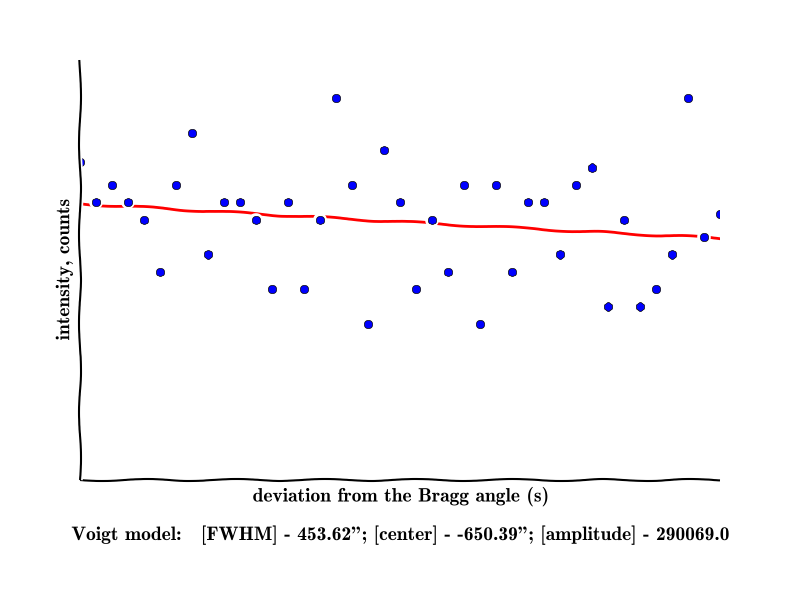 intensity, counts
deviation from the Bragg angle (s)
Voigt model: [FWHM] - 453.62”; [center] - -650.39”; [amplitude] - 290069.0